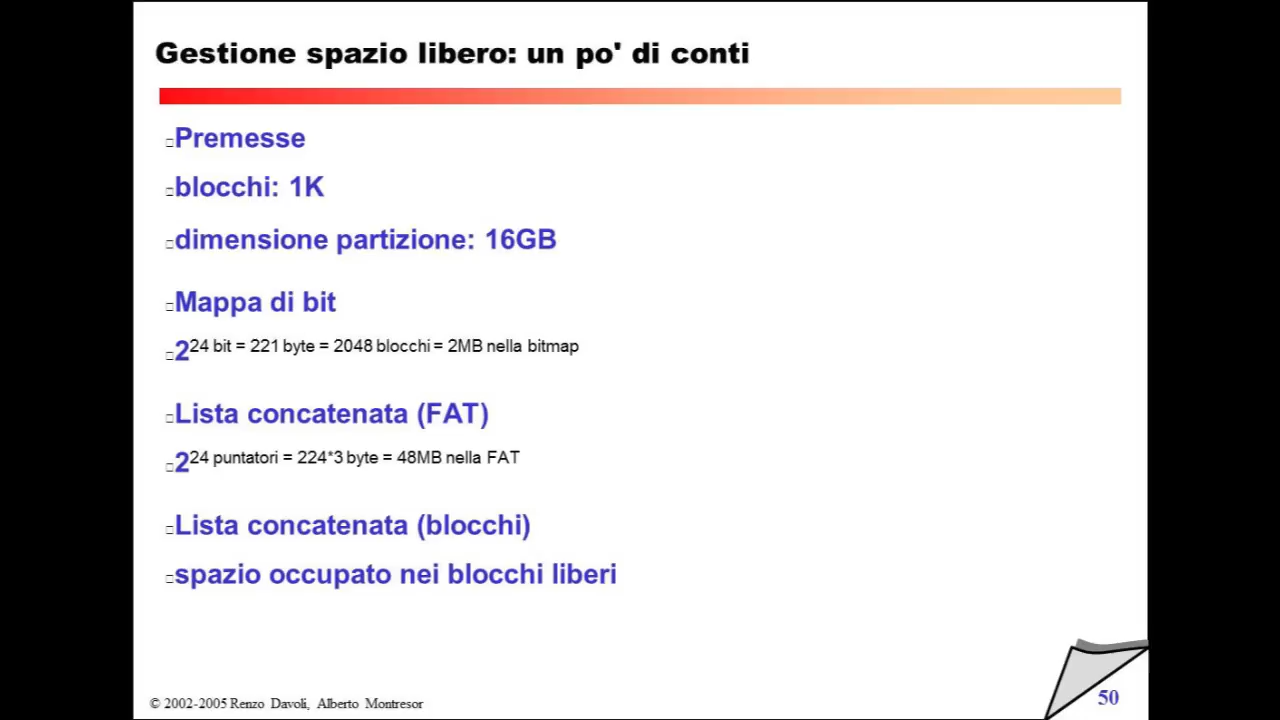 Gestione spazio libero: un po' di conti
Premesse
blocchi: 1K
dimensione partizione: 16GB
Mappa di bit
224 bit = 221 byte = 2048 blocchi = 2MB nella bitmap
Lista concatenata (FAT)
224 puntatori = 224*3 byte = 48MB nella FAT
Lista concatenata (blocchi)
spazio occupato nei blocchi liberi
© 2002-2005 Renzo Davoli, Alberto Montresor
50